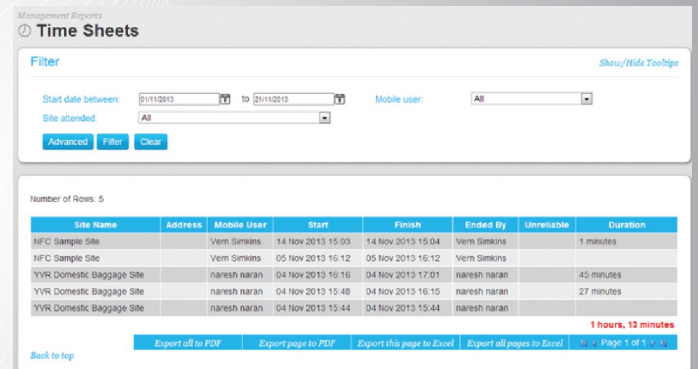 Management Reports
Time Sheets
Filter
Show/Hide Tooltips
Start date between: 01/11/2013 to 21/11/2013 Mobile user: All
Site attended: All
Advanced Filter Clear
Number of Rows: 5
Site Name Address Mobile User Start Finish Ended By Unreliable Duration
NFC Sample Site Vern Simkins 14 Nov 2013 15:03 14 Nov 2013 15:04 Vern Simkins 1 minutes
NFC Sample Site Vern Simkins 05 Nov 2013 16:12 05 Nov 2013 16:12 Vern Simkins
YVR Domestic Baggage Site naresh naran 04 Nov 2013 16:16 04 Nov 2013 17:01 naresh naran 45 minutes
YVR Domestic Baggage Site naresh naran 04 Nov 2013 15:48 04 Nov 2013 16:15 naresh naran 27 minutes
YVR Domestic Baggage Site naresh naran 04 Nov 2013 15:44 04 Nov 2013 15:44 naresh naran
1 hours, 13 minutes
Export all to PDF Export page to PDF Export this page to Excel Export all pages to Excel Page 1 of 1
Back to top